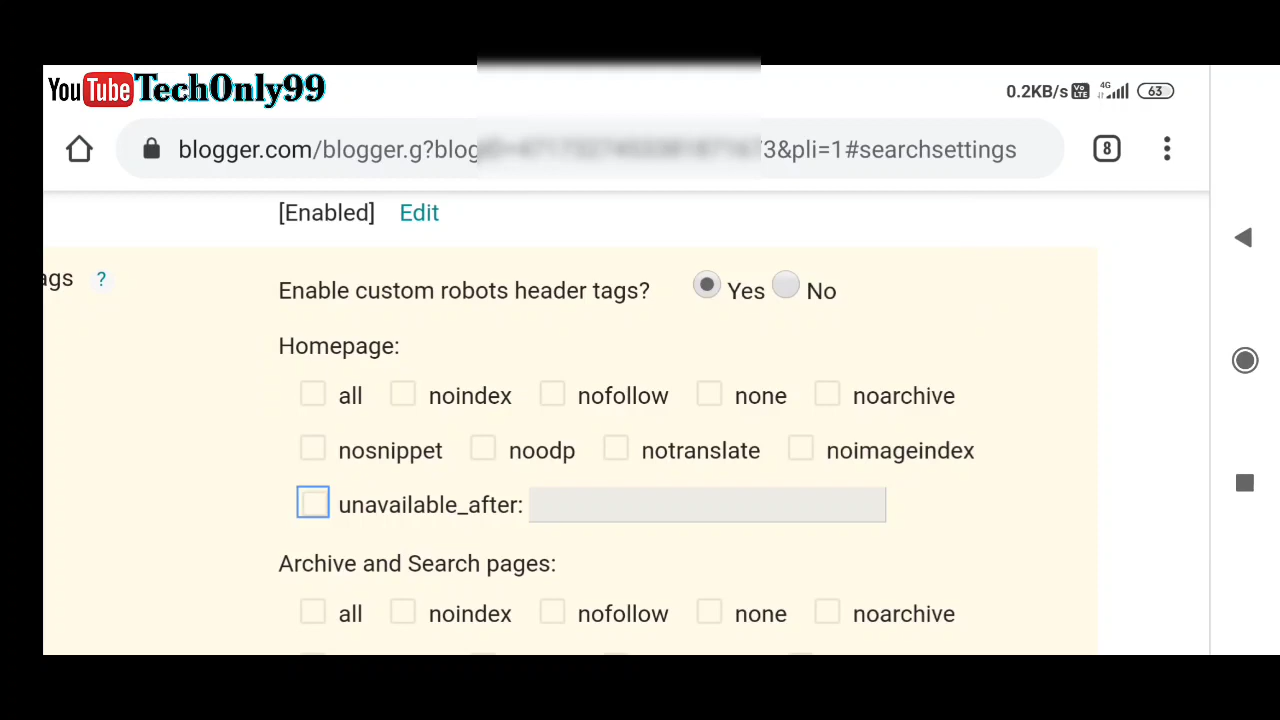 YouTube TechOnly99
0.2KB/s Vo LTE 4G 63
blogger.com/blogger.g?blog 3&pli=1#searchsettings 8
[Enabled] Edit
ags ?
Enable custom robots header tags? Yes No
Homepage:
all noindex nofollow none noarchive
nosnippet noodp notranslate noimageindex
unavailable_after:
Archive and Search pages:
all noindex nofollow none noarchive